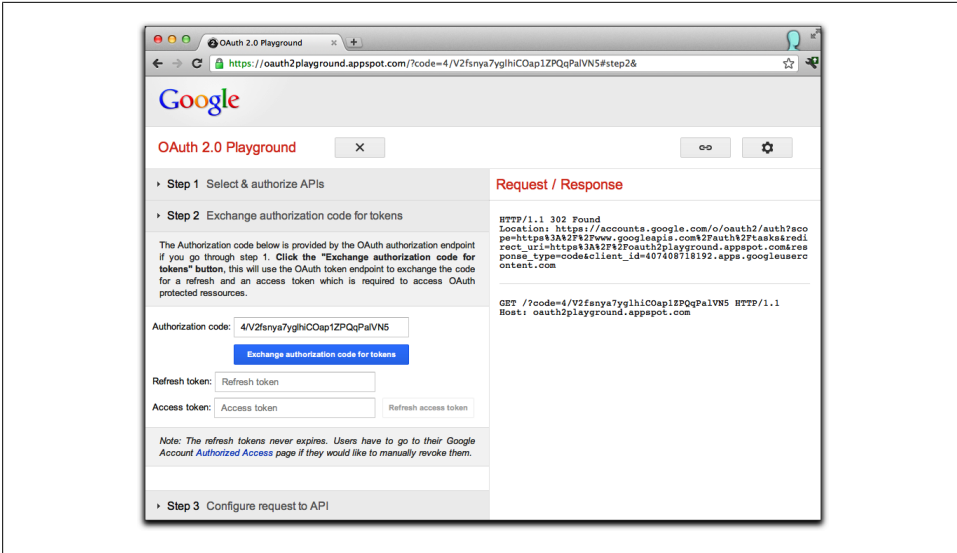 OAuth 2.0 Playground
https://oauth2playground.appspot.com/?code=4/V2fsnya7yglhiCOap1ZPQqPalVN5#step2&
Google
OAuth 2.0 Playground
Step 1 Select & authorize APIs
Step 2 Exchange authorization code for tokens
The Authorization code below is provided by the OAuth authorization endpoint
if you go through step 1. Click the "Exchange authorization code for
tokens" button, this will use the OAuth token endpoint to exchange the code
for a refresh and an access token which is required to access OAuth
protected ressources.
Authorization code: 4/V2fsnya7yglhiCOap1ZPQqPalVN5
Exchange authorization code for tokens
Refresh token: Refresh token
Access token: Access token Refresh access token
Note: The refresh tokens never expires. Users have to go to their Google
Account Authorized Access page if they would like to manually revoke them.
Step 3 Configure request to API
Request / Response
HTTP/1.1 302 Found
Location: https://accounts.google.com/o/oauth2/auth?sco
pe=https%3A%2F%2Fwww.googleapis.com%2Fauth%2Ftasks&redi
rect_uri=https%3A%2F%2Foauth2playground.appspot.com&res
ponse_type=code&client_id=407408718192.apps.googleuserc
ontent.com
GET /?code=4/V2fsnya7yglhiCOap1ZPQqPalVN5 HTTP/1.1
Host: oauth2playground.appspot.com